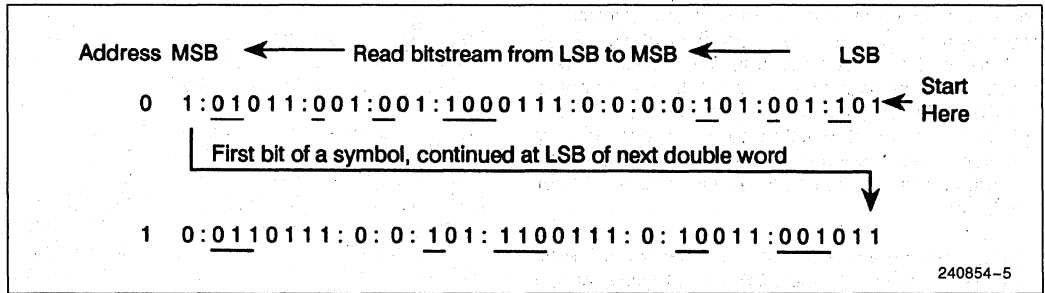 Address MSB Read bitstream from LSB to MSB LSB
0 1:01011:001:001:1000111:0:0:0:0:101:001:101 Start Here
First bit of a symbol, continued at LSB of next double word
1 0:0110111:0:0:101:1100111:0:10011:001011
240854-5